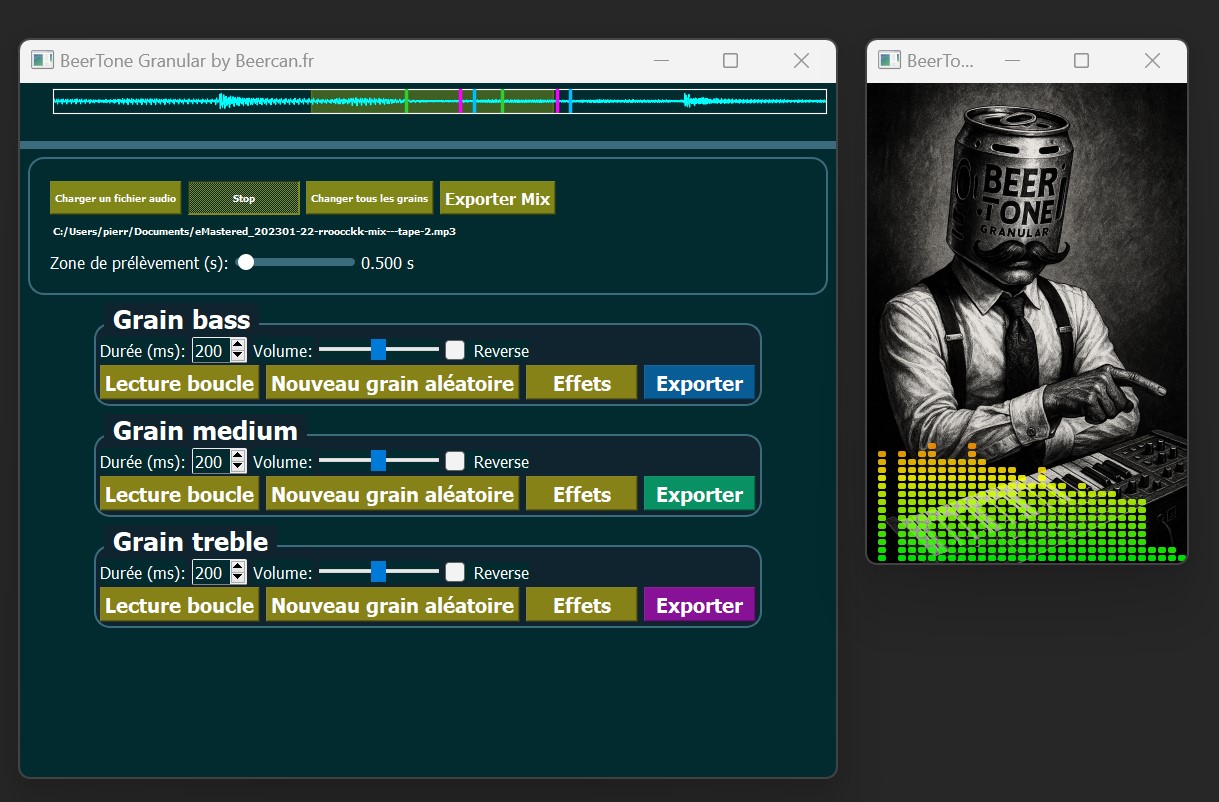 BeerTone Granular by Beercan.fr
Charger un fichier audio
Stop
Changer tous les grains
Exporter Mix
C:/Users/pierr/Documents/eMastered_202301-22-rroocckk-mix---tape-2.mp3
Zone de prélèvement (s): 0.500 s
Grain bass
Durée (ms): 200 Volume: Reverse
Lecture boucle Nouveau grain aléatoire Effets Exporter
Grain medium
Durée (ms): 200 Volume: Reverse
Lecture boucle Nouveau grain aléatoire Effets Exporter
Grain treble
Durée (ms): 200 Volume: Reverse
Lecture boucle Nouveau grain aléatoire Effets Exporter
BeerTo...
BEER
TONE
GRANULAR